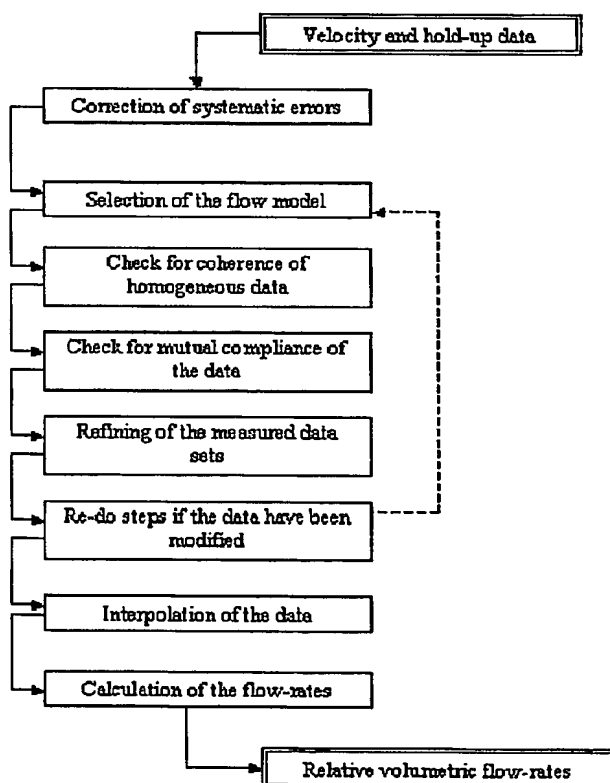 Velocity and hold-up data
Correction of systematic errors
Selection of the flow model
Check for coherence of
homogeneous data
Check for mutual compliance of
the data
Refining of the measured data
sets
Re-do steps if the data have been
modified
Interpolation of the data
Calculation of the flow-rates
Relative volumetric flow-rates